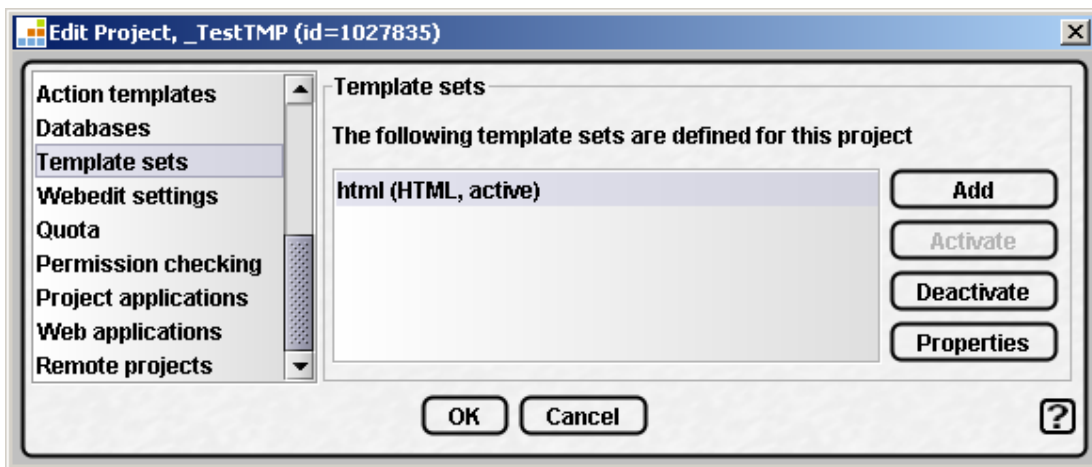 Edit Project, _TestTMP (id=1027835)
Action templates
Databases
Template sets
Webedit settings
Quota
Permission checking
Project applications
Web applications
Remote projects
Template sets
The following template sets are defined for this project
html (HTML, active)
Add
Activate
Deactivate
Properties
OK
Cancel
?